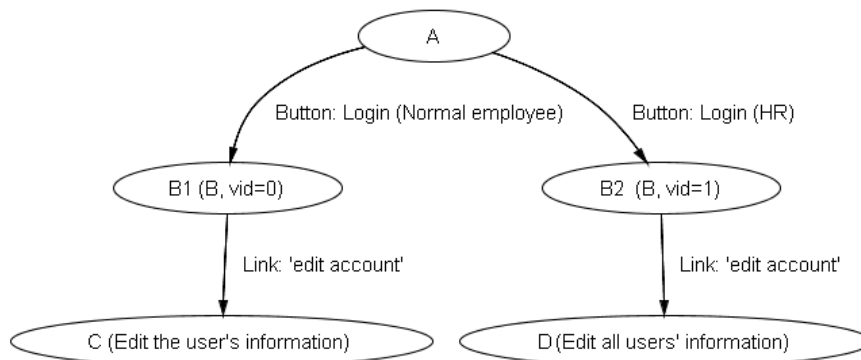 A
Button: Login (Normal employee)
Button: Login (HR)
B1 (B, vid=0)
B2 (B, vid=1)
Link: 'edit account'
Link: 'edit account'
C (Edit the user's information)
D (Edit all users' information)